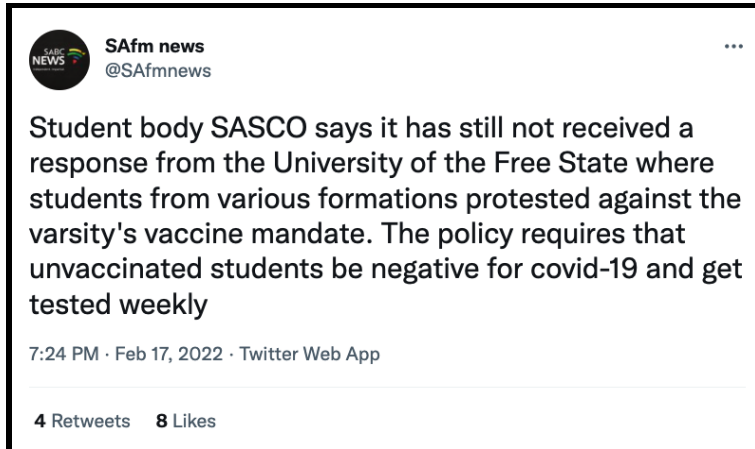 SABC
NEWS
SAfm news
@SAfmnews
Student body SASCO says it has still not received a
response from the University of the Free State where
students from various formations protested against the
varsity's vaccine mandate. The policy requires that
unvaccinated students be negative for covid-19 and get
tested weekly
7:24 PM · Feb 17, 2022 · Twitter Web App
4 Retweets 8 Likes